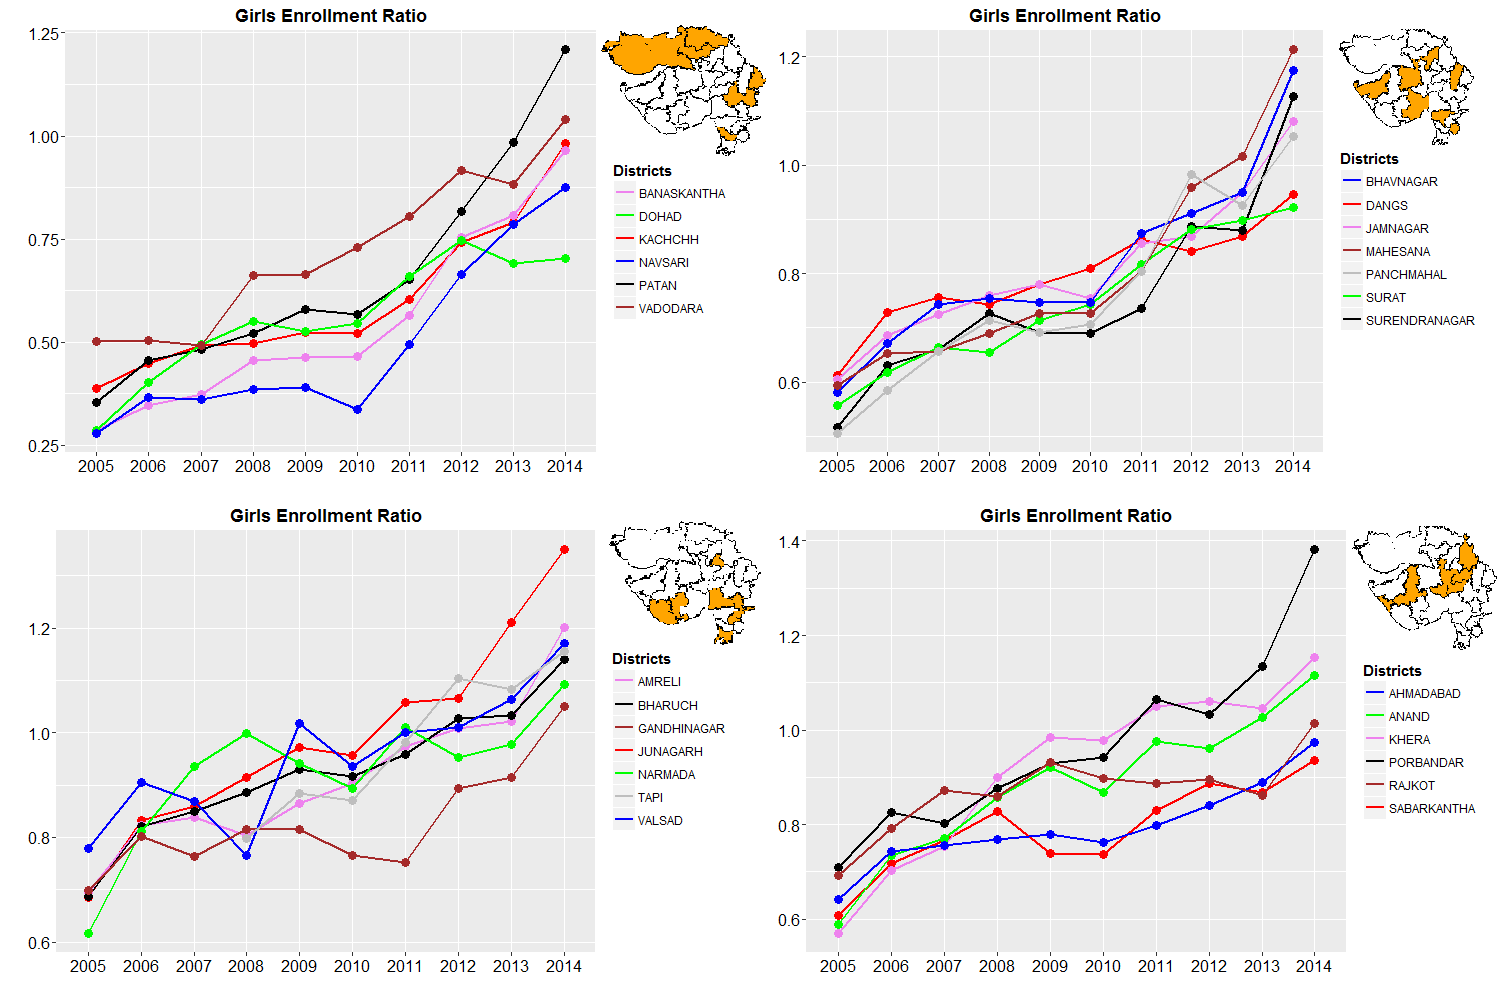 Girls Enrollment Ratio
1.25
1.00
0.75
0.50
0.25
2005 2006 2007 2008 2009 2010 2011 2012 2013 2014
Districts
BANASKANTHA
DOHAD
KACHCHH
NAVSARI
PATAN
VADODARA
Girls Enrollment Ratio
1.2
1.0
0.8
0.6
2005 2006 2007 2008 2009 2010 2011 2012 2013 2014
Districts
BHAVNAGAR
DANGS
JAMNAGAR
MAHESANA
PANCHMAHAL
SURAT
SURENDRANAGAR
Girls Enrollment Ratio
1.2
1.0
0.8
0.6
2005 2006 2007 2008 2009 2010 2011 2012 2013 2014
Districts
AMRELI
BHARUCH
GANDHINAGAR
JUNAGARH
NARMADA
TAPI
VALSAD
Girls Enrollment Ratio
1.4
1.2
1.0
0.8
0.6
2005 2006 2007 2008 2009 2010 2011 2012 2013 2014
Districts
AHMADABAD
ANAND
KHERA
PORBANDAR
RAJKOT
SABARKANTHA